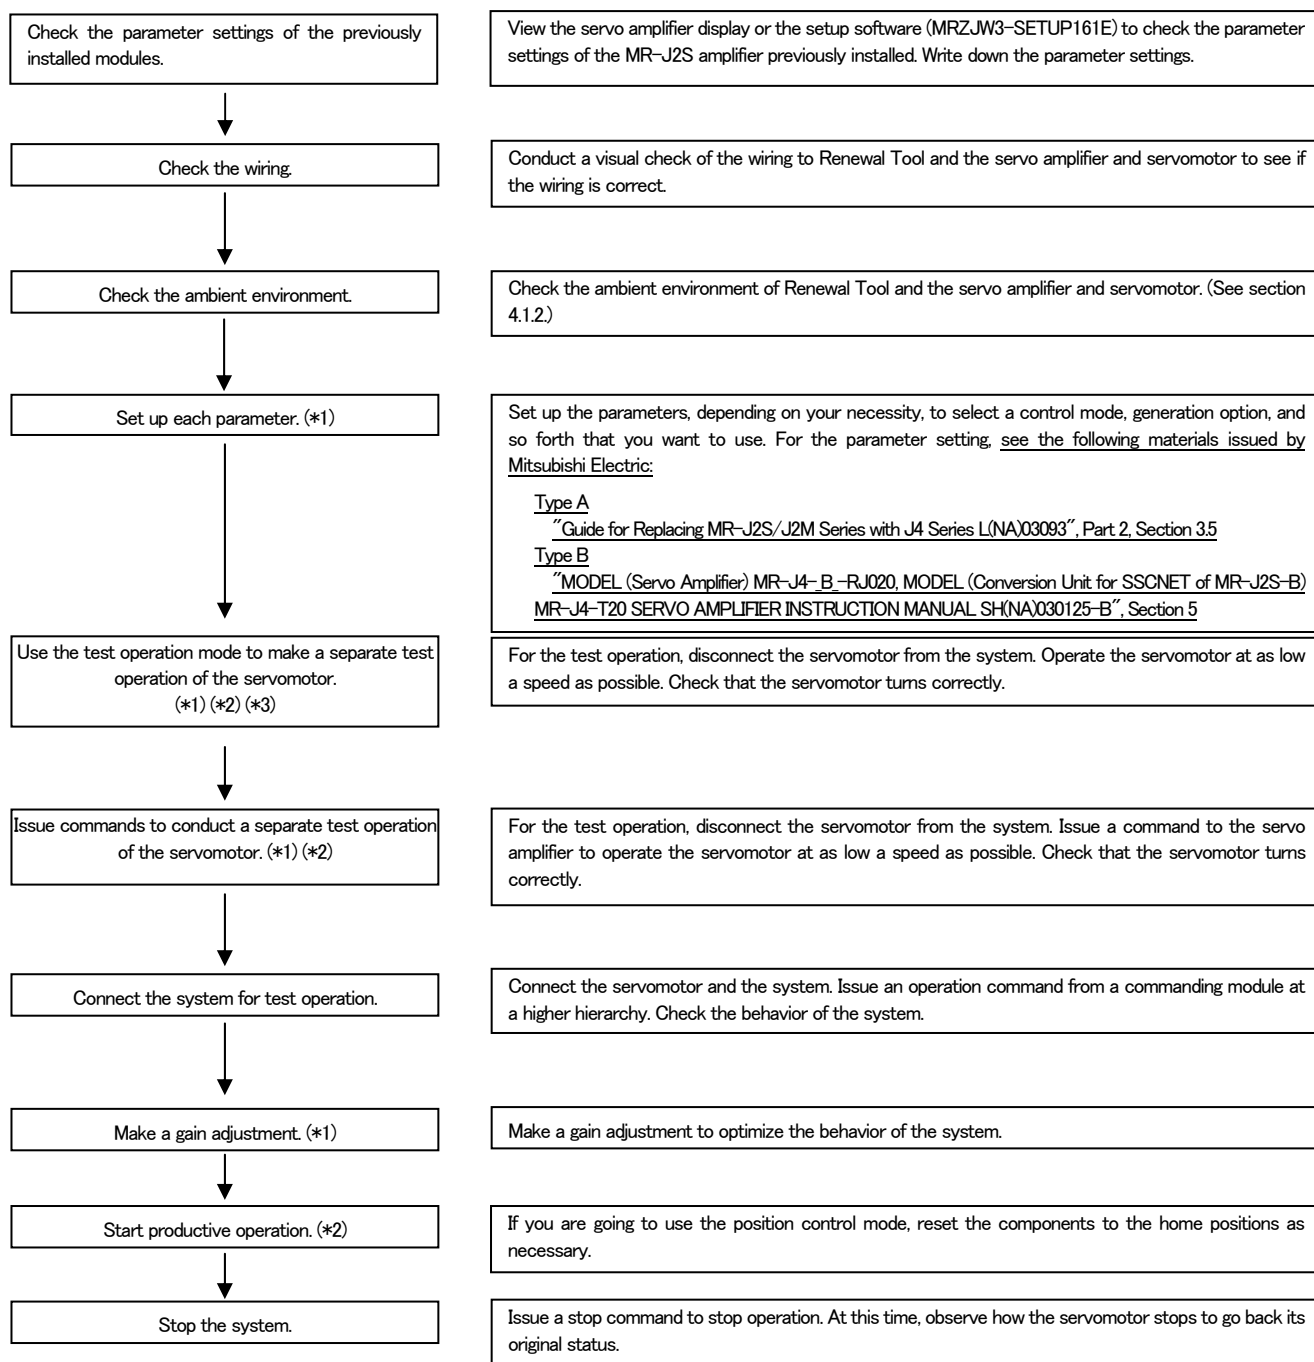 Check the parameter settings of the previously
installed modules.
View the servo amplifier display or the setup software (MRZJW3-SETUP161E) to check the parameter
settings of the MR-J2S amplifier previously installed. Write down the parameter settings.
Check the wiring.
Conduct a visual check of the wiring to Renewal Tool and the servo amplifier and servomotor to see if
the wiring is correct.
Check the ambient environment.
Check the ambient environment of Renewal Tool and the servo amplifier and servomotor. (See section
4.1.2.)
Set up each parameter. (*1)
Set up the parameters, depending on your necessity, to select a control mode, generation option, and
so forth that you want to use. For the parameter setting, see the following materials issued by
Mitsubishi Electric:
Type A
"Guide for Replacing MR-J2S/J2M Series with J4 Series L(NA)03093", Part 2, Section 3.5
Type B
"MODEL (Servo Amplifier) MR-J4-_B_-RJ020, MODEL (Conversion Unit for SSCNET of MR-J2S-B)
MR-J4-T20 SERVO AMPLIFIER INSTRUCTION MANUAL SH(NA)030125-B", Section 5
Use the test operation mode to make a separate test
operation of the servomotor.
(*1) (*2) (*3)
For the test operation, disconnect the servomotor from the system. Operate the servomotor at as low
a speed as possible. Check that the servomotor turns correctly.
Issue commands to conduct a separate test operation
of the servomotor. (*1) (*2)
For the test operation, disconnect the servomotor from the system. Issue a command to the servo
amplifier to operate the servomotor at as low a speed as possible. Check that the servomotor turns
correctly.
Connect the system for test operation.
Connect the servomotor and the system. Issue an operation command from a commanding module at
a higher hierarchy. Check the behavior of the system.
Make a gain adjustment. (*1)
Make a gain adjustment to optimize the behavior of the system.
Start productive operation. (*2)
If you are going to use the position control mode, reset the components to the home positions as
necessary.
Stop the system.
Issue a stop command to stop operation. At this time, observe how the servomotor stops to go back its
original status.